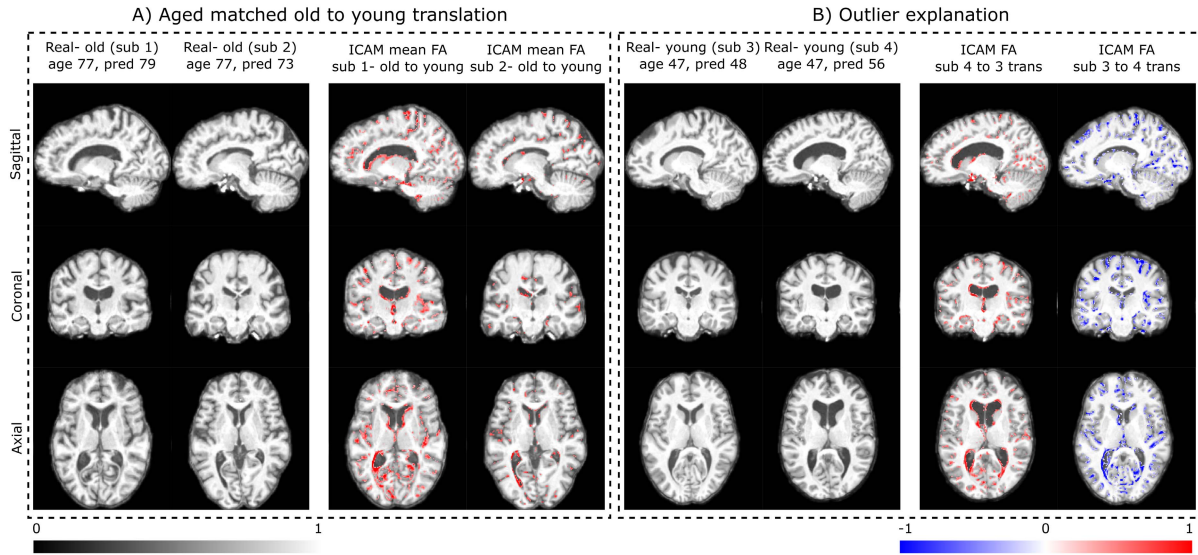 A) Aged matched old to young translation
B) Outlier explanation
Real- old (sub 1)
age 77, pred 79
Real- old (sub 2)
age 77, pred 73
ICAM mean FA
sub 1- old to young
ICAM mean FA
sub 2- old to young
Real- young (sub 3)
age 47, pred 48
Real- young (sub 4)
age 47, pred 56
ICAM FA
sub 4 to 3 trans
ICAM FA
sub 3 to 4 trans
Sagittal
Coronal
Axial
0
1
-1
0
1